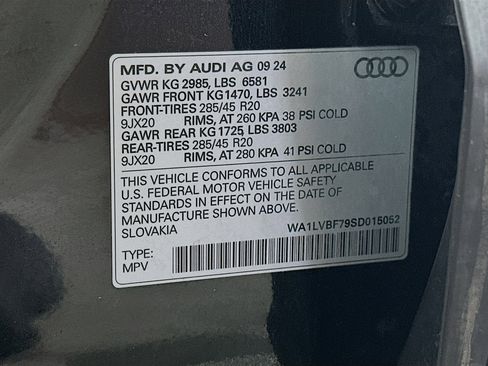 MFD. BY AUDI AG 09 24
GVWR KG 2985, LBS 6581
GAWR FRONT KG1470, LBS 3241
FRONT-TIRES 285/45 R20
9JX20 RIMS, AT 260 KPA 38 PSI COLD
GAWR REAR KG1725, LBS 3803
REAR-TIRES 285/45 R20
9JX20 RIMS, AT 280 KPA 41 PSI COLD
THIS VEHICLE CONFORMS TO ALL APPLICABLE
U.S. FEDERAL MOTOR VEHICLE SAFETY
STANDARDS IN EFFECT ON THE DATE OF
MANUFACTURE SHOWN ABOVE.
SLOVAKIA WA1LVBF79SD015052
TYPE:
MPV